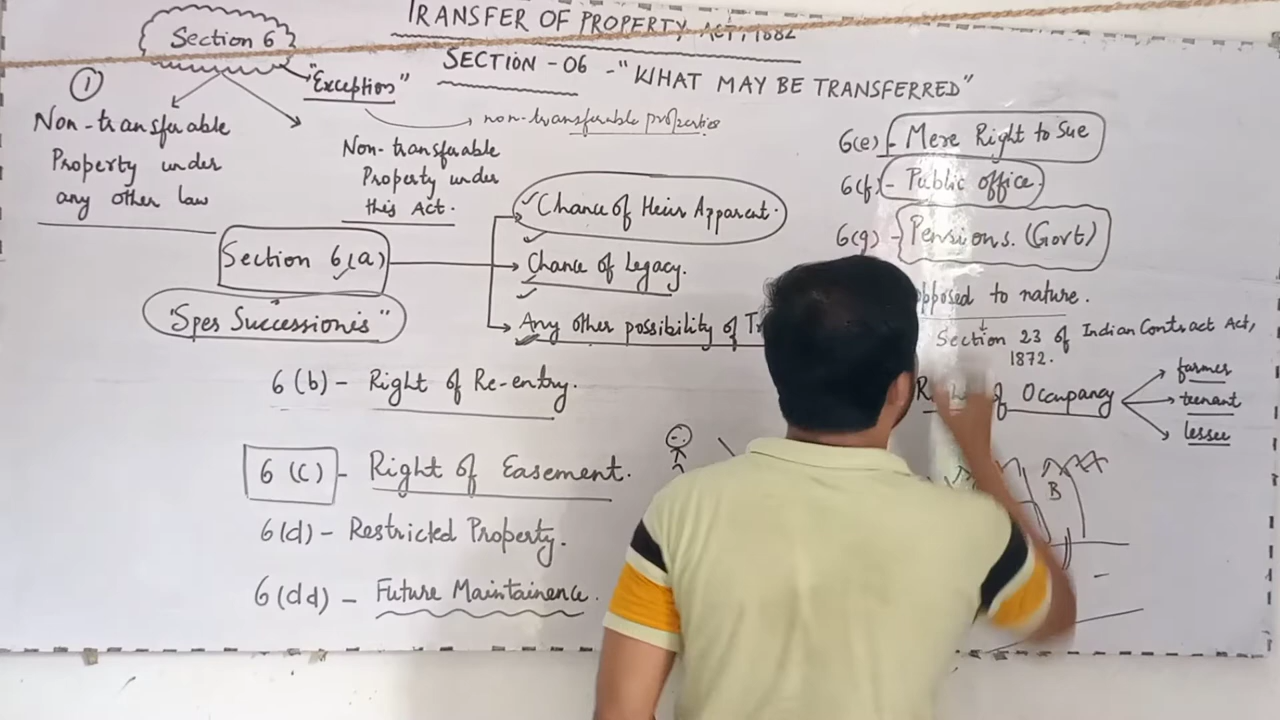 Section 6
TRANSFER OF PROPERTY ACT, 1882
SECTION - 06 - "WHAT MAY BE TRANSFERRED"
"Exception"
non-transferable properties
1
Non-transferable
Property under
any other law
Non-transferable
Property under
this Act.
Section 6(a)
"Spes Successionis"
Chance of Heir Apparent.
Chance of Legacy.
Any other possibility of
6(b) - Right of Re-entry.
6(C) - Right of Easement.
6(d) - Restricted Property.
6(dd) - Future Maintainence.
6(e) - Mere Right to Sue
6(f) - Public office.
6(g) - Pensions. (Govt)
opposed to nature.
Section 23 of Indian Contract Act,
1872.
of Occupancy
farmer
tenant
lessee
B